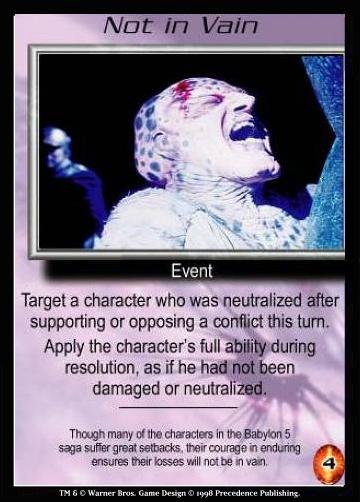 Not in Vain
Event
Target a character who was neutralized after
supporting or opposing a conflict this turn.
Apply the character's full ability during
resolution, as if he had not been
damaged or neutralized.
Though many of the characters in the Babylon 5
saga suffer great setbacks, their courage in enduring
ensures their losses will not be in vain.
4
TM & © Warner Bros. Game Design © 1998 Precedence Publishing.